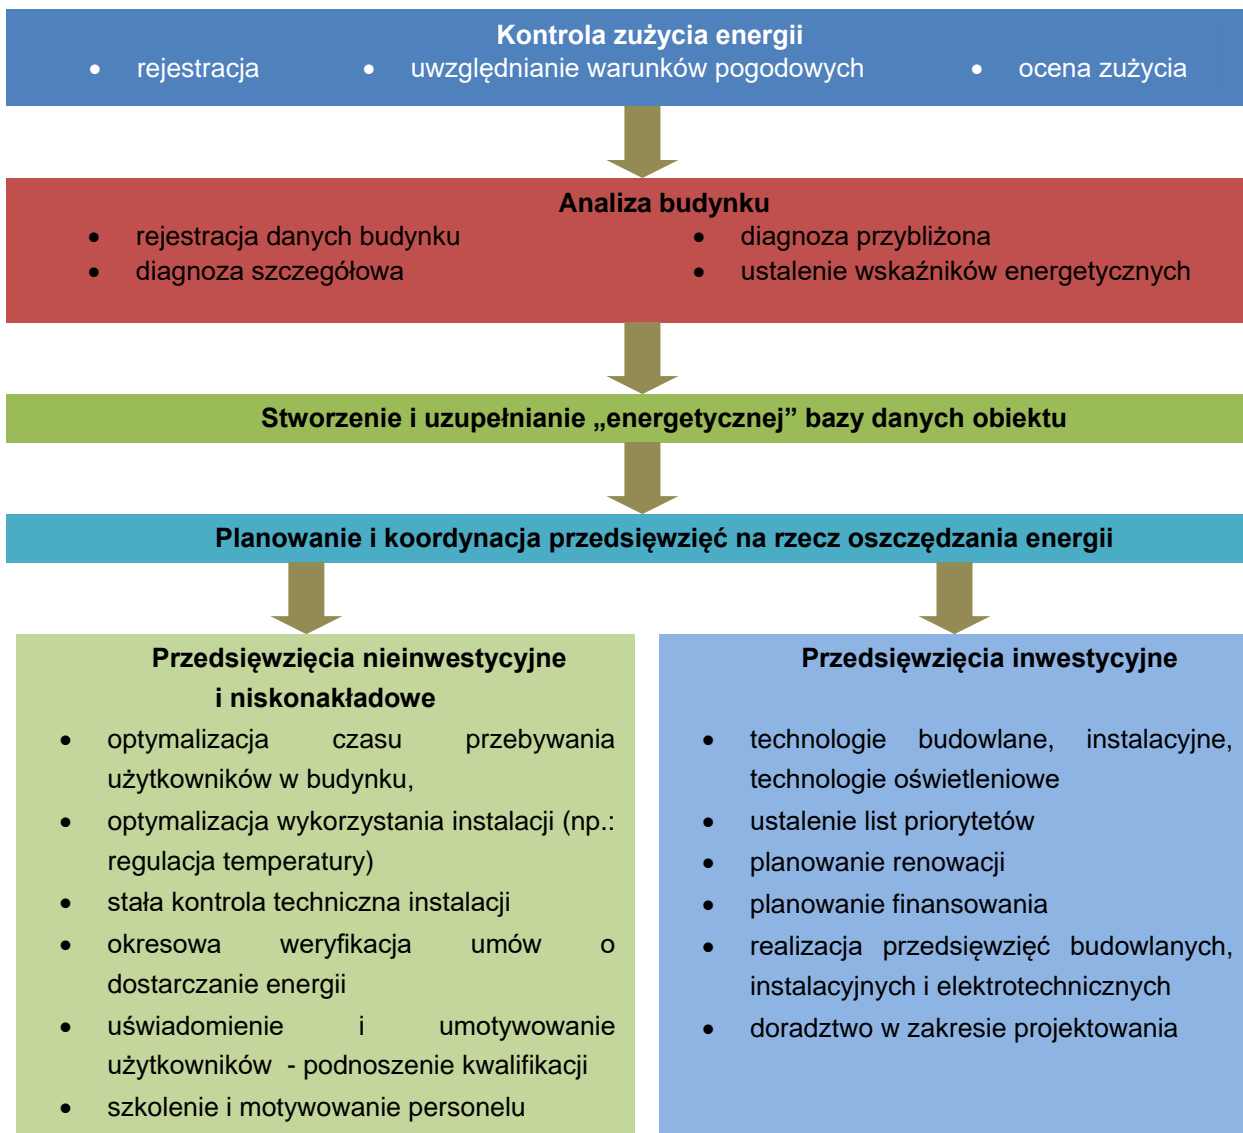 Kontrola zużycia energii
• rejestracja • uwzględnianie warunków pogodowych • ocena zużycia
Analiza budynku
• rejestracja danych budynku • diagnoza przybliżona
• diagnoza szczegółowa • ustalenie wskaźników energetycznych
Stworzenie i uzupełnianie „energetycznej” bazy danych obiektu
Planowanie i koordynacja przedsięwzięć na rzecz oszczędzania energii
Przedsięwzięcia nieinwestycyjne
i niskonakładowe
• optymalizacja czasu przebywania
użytkowników w budynku,
• optymalizacja wykorzystania instalacji (np.:
regulacja temperatury)
• stała kontrola techniczna instalacji
• okresowa weryfikacja umów o
dostarczanie energii
• uświadomienie i umotywowanie
użytkowników - podnoszenie kwalifikacji
• szkolenie i motywowanie personelu
Przedsięwzięcia inwestycyjne
• technologie budowlane, instalacyjne,
technologie oświetleniowe
• ustalenie list priorytetów
• planowanie renowacji
• planowanie finansowania
• realizacja przedsięwzięć budowlanych,
instalacyjnych i elektrotechnicznych
• doradztwo w zakresie projektowania